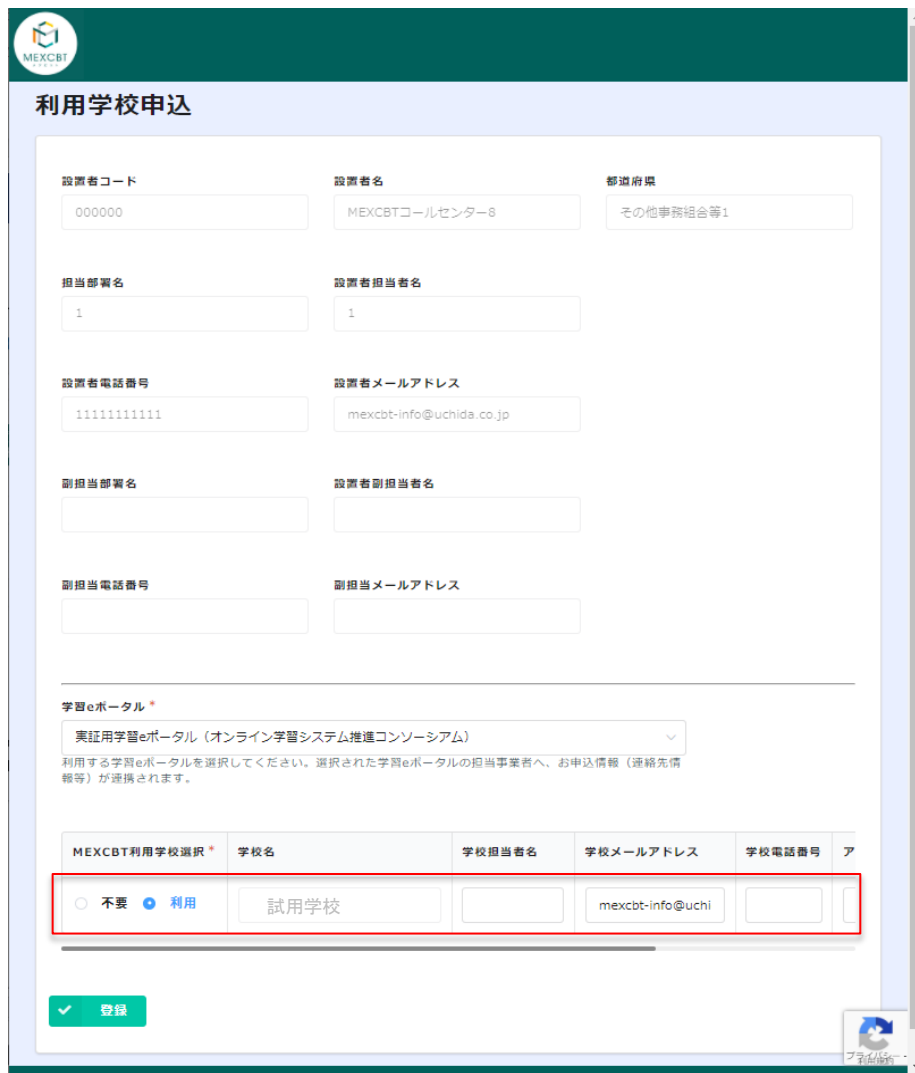 MEXCBT
利用学校申込
設置者コード 設置者名 都道府県
000000 MEXCBTコールセンター8 その他事務組合等1
担当部署名 設置者担当者名
1 1
設置者電話番号 設置者メールアドレス
11111111111 mexcbt-info@uchida.co.jp
副担当部署名 設置者副担当者名
副担当電話番号 副担当メールアドレス
学習eポータル *
実証用学習eポータル（オンライン学習システム推進コンソーシアム）
利用する学習eポータルを選択してください。選択された学習eポータルの担当事業者へ、お申込情報（連絡先情
報等）が連携されます。
MEXCBT利用学校選択 * 学校名 学校担当者名 学校メールアドレス 学校電話番号 ア
不要 利用 試用学校 mexcbt-info@uchi
登録
プライバシー -
利用規約